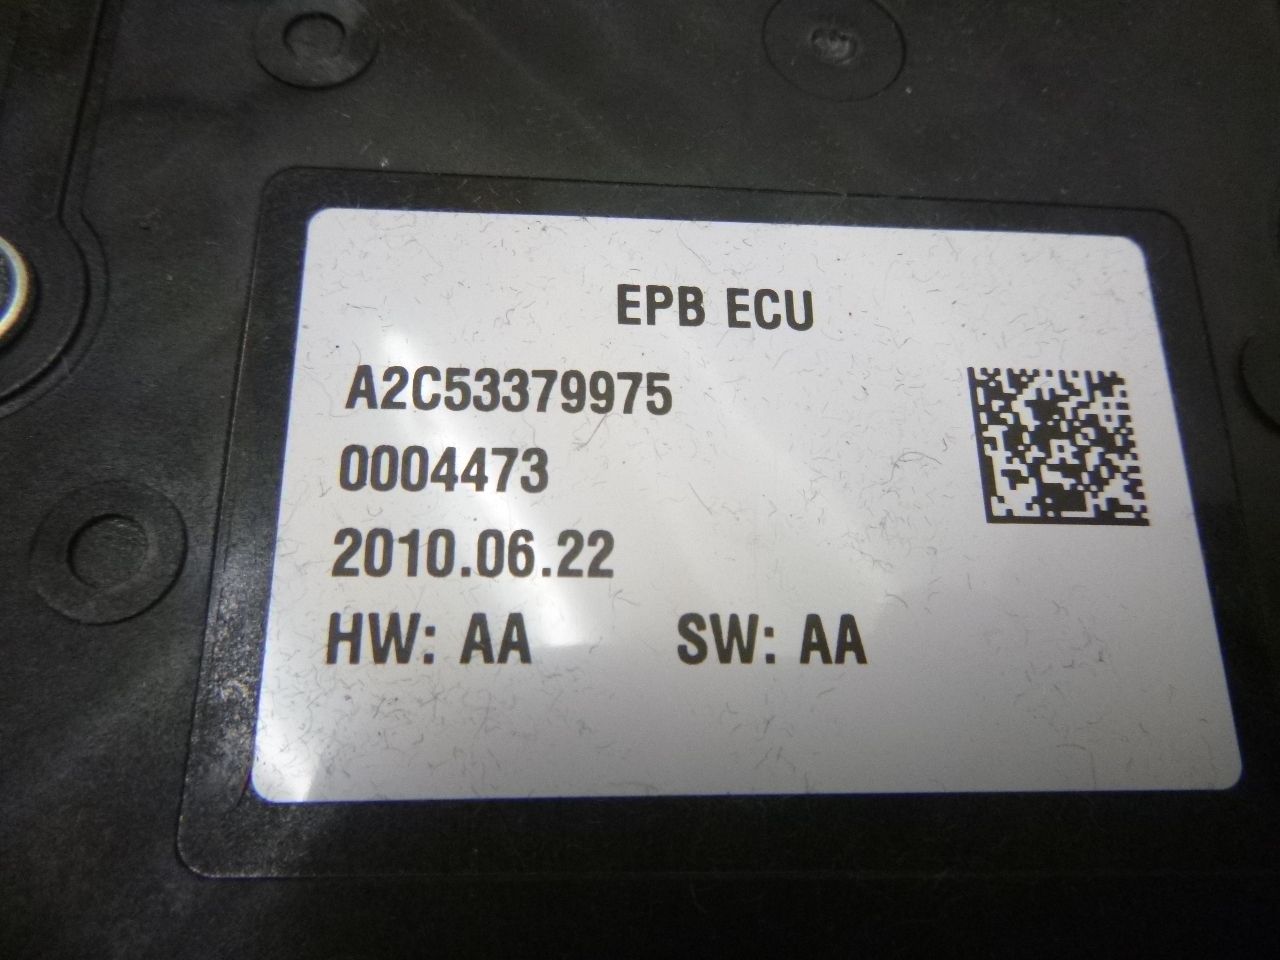 EPB ECU
A2C53379975
0004473
2010.06.22
HW: AA SW: AA